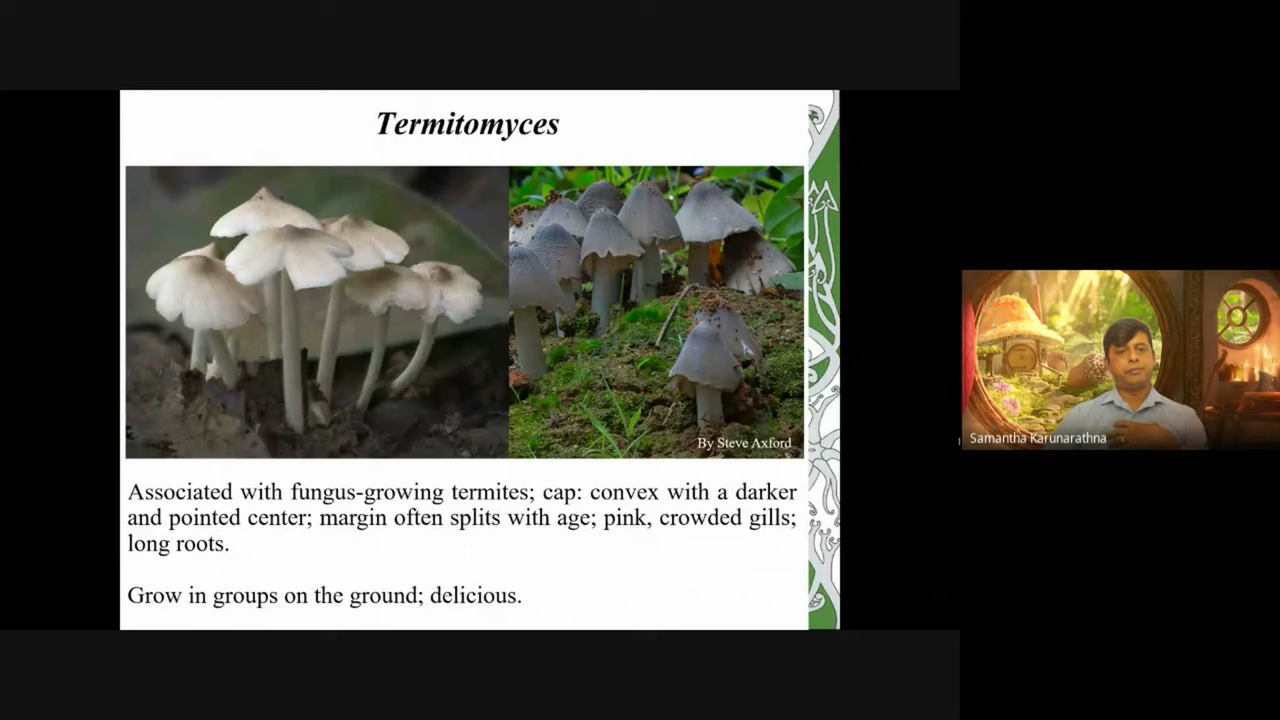 Termitomyces
By Steve Axford
Associated with fungus-growing termites; cap: convex with a darker
and pointed center; margin often splits with age; pink, crowded gills;
long roots.
Grow in groups on the ground; delicious.
Samantha Karunarathna